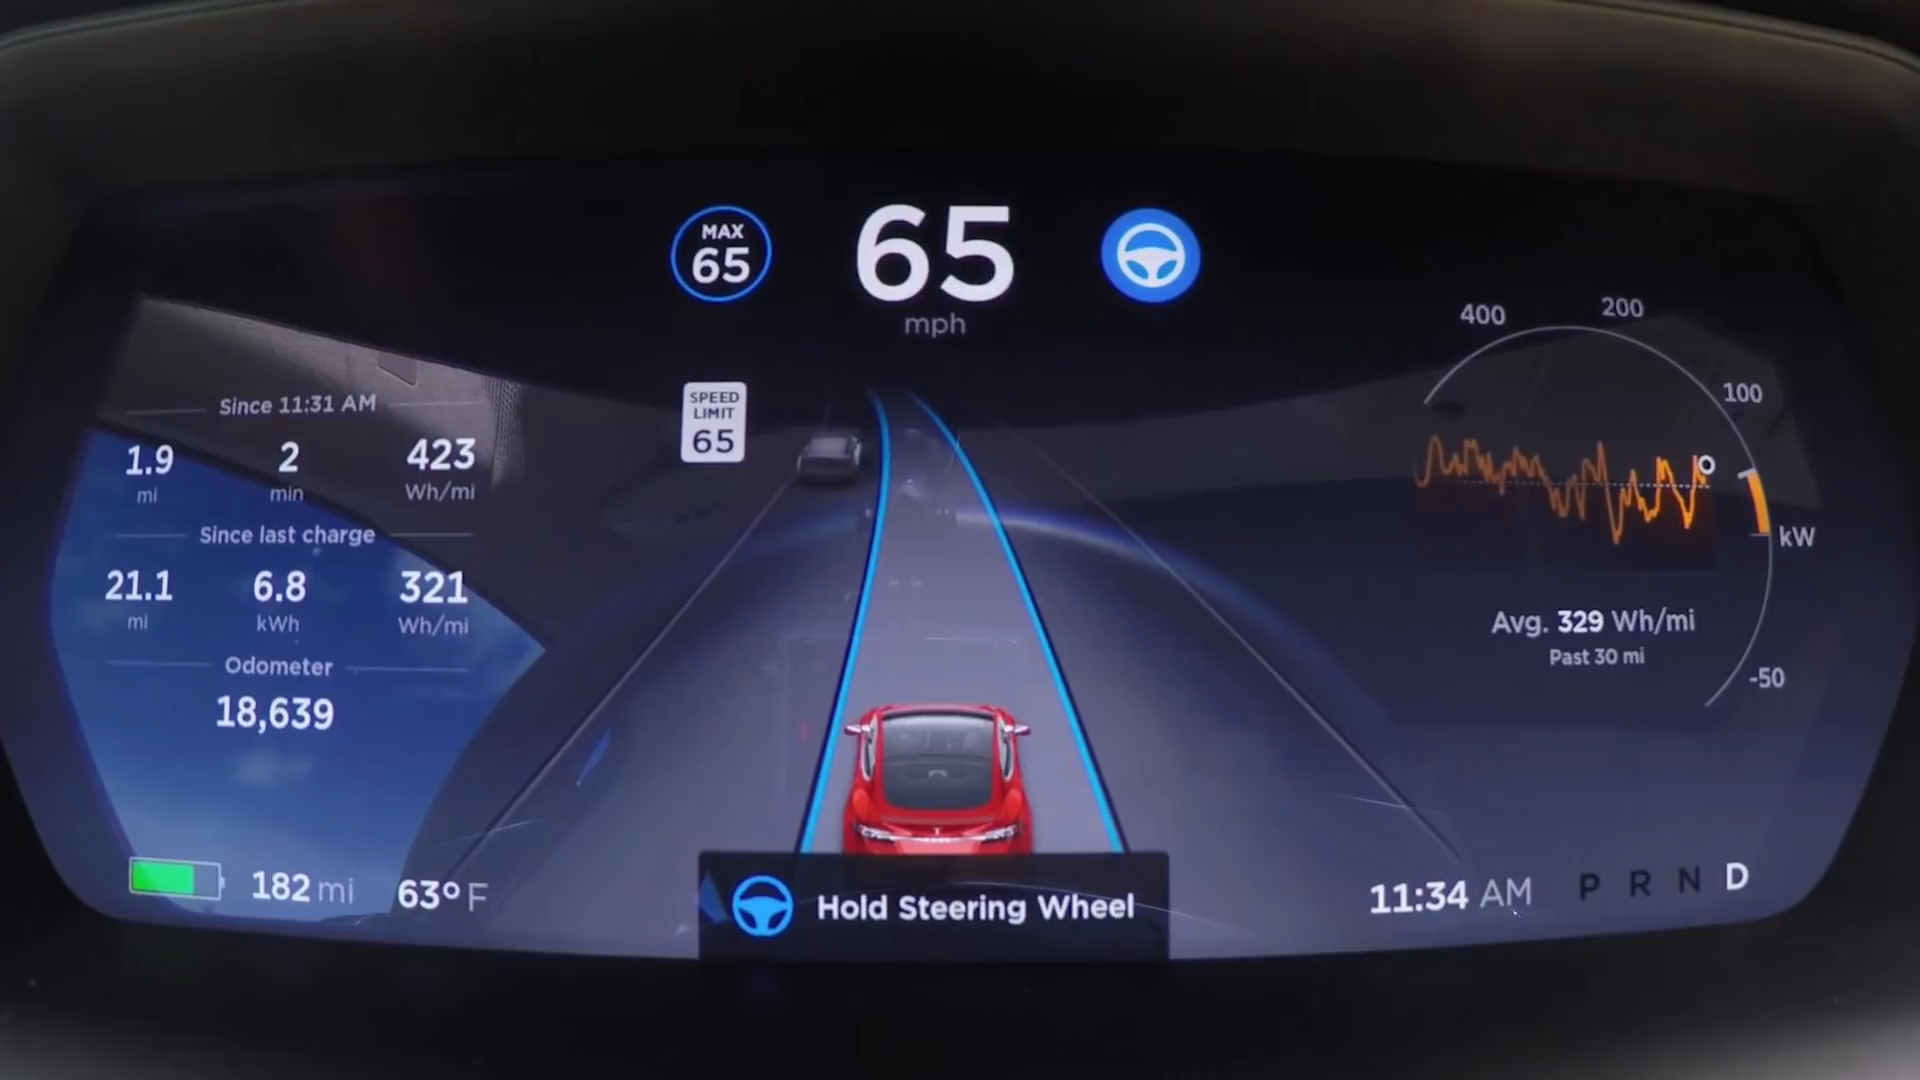 MAX
65
65
mph
SPEED
LIMIT
65
Since 11:31 AM
1.9 2 423
mi min Wh/mi
Since last charge
21.1 6.8 321
mi kWh Wh/mi
Odometer
18,639
182 mi 63° F
400 200
100
kW
-50
Avg. 329 Wh/mi
Past 30 mi
Hold Steering Wheel
11:34 AM P R N D